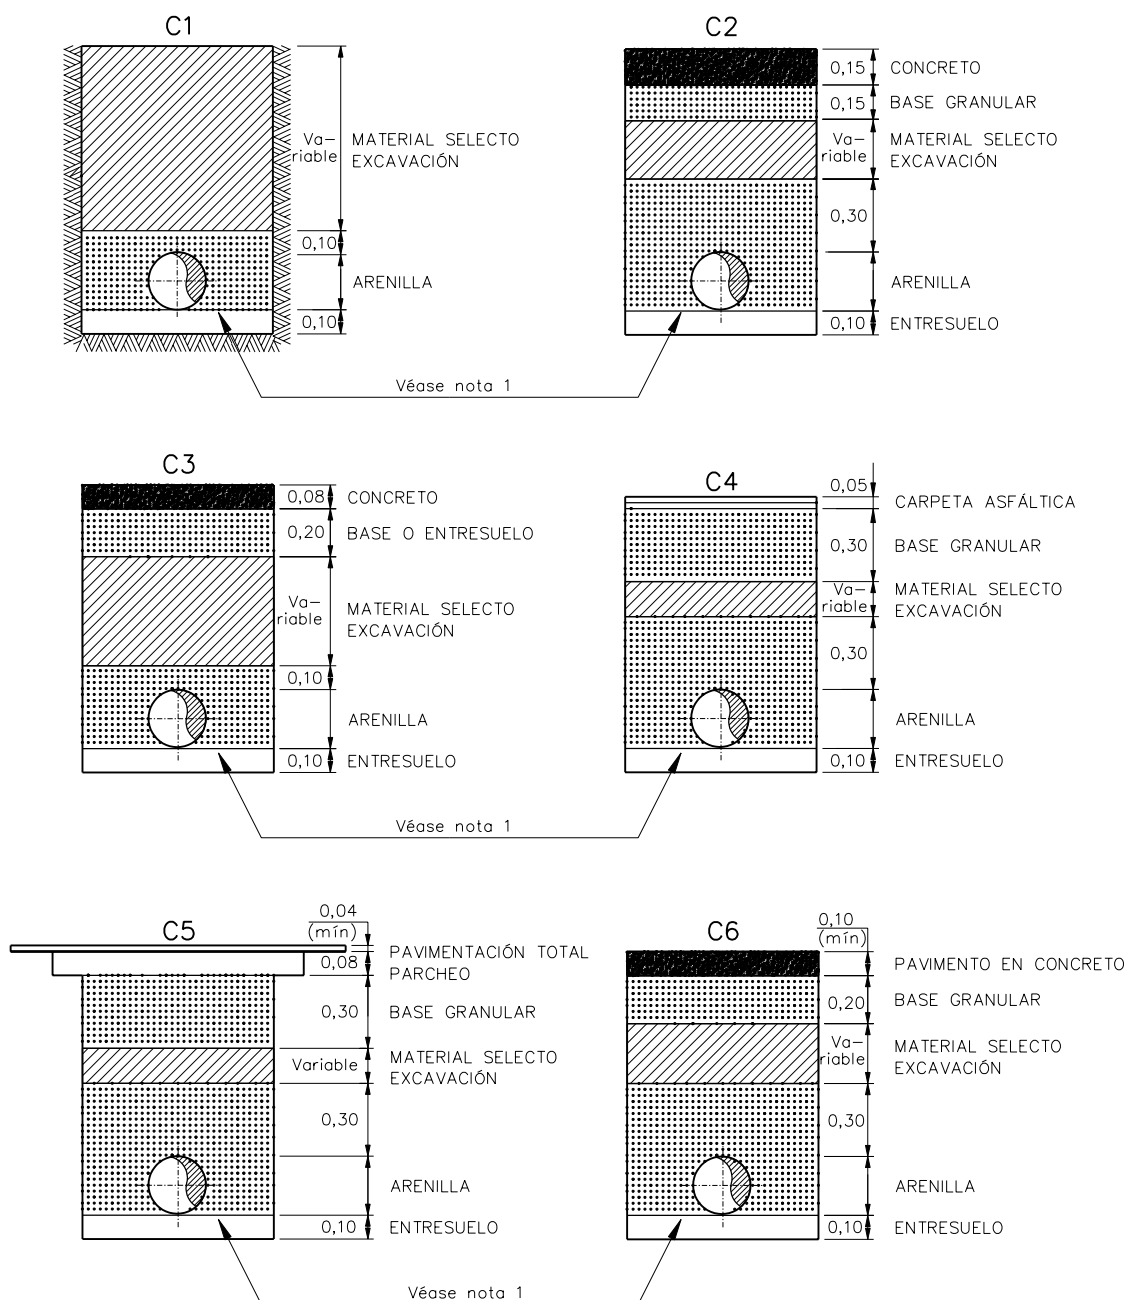 C1
Va-
riable
MATERIAL SELECTO
EXCAVACIÓN
0,10
ARENILLA
0,10
C2
0,15 CONCRETO
0,15 BASE GRANULAR
Va-
riable
MATERIAL SELECTO
EXCAVACIÓN
0,30
ARENILLA
0,10 ENTRESUELO
Véase nota 1
C3
0,08 CONCRETO
0,20 BASE O ENTRESUELO
Va-
riable
MATERIAL SELECTO
EXCAVACIÓN
0,10
ARENILLA
0,10 ENTRESUELO
C4
0,05
CARPETA ASFÁLTICA
0,30 BASE GRANULAR
Va-
riable
MATERIAL SELECTO
EXCAVACIÓN
0,30
ARENILLA
0,10 ENTRESUELO
Véase nota 1
C5
0,04
(mín)
PAVIMENTACIÓN TOTAL
0,08
PARCHEO
0,30 BASE GRANULAR
Variable
MATERIAL SELECTO
EXCAVACIÓN
0,30
ARENILLA
0,10 ENTRESUELO
C6
0,10
(mín)
PAVIMENTO EN CONCRETO
0,20 BASE GRANULAR
Va-
riable
MATERIAL SELECTO
EXCAVACIÓN
0,30
ARENILLA
0,10 ENTRESUELO
Véase nota 1